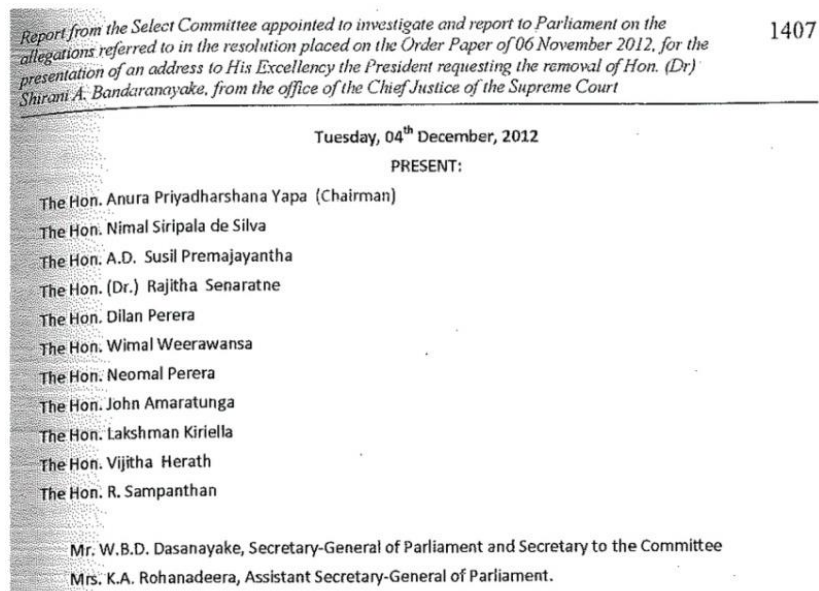 Report from the Select Committee appointed to investigate and report to Parliament on the
allegations referred to in the resolution placed on the Order Paper of 06 November 2012, for the
presentation of an address to His Excellency the President requesting the removal of Hon. (Dr)
Shirani A. Bandaranayake, from the office of the Chief Justice of the Supreme Court
1407
Tuesday, 04th December, 2012
PRESENT:
The Hon. Anura Priyadharshana Yapa (Chairman)
The Hon. Nimal Siripala de Silva
The Hon. A.D. Susil Premajayantha
The Hon. (Dr.) Rajitha Senaratne
The Hon. Dilan Perera
The Hon. Wimal Weerawansa
The Hon. Neomal Perera
The Hon. John Amaratunga
The Hon. Lakshman Kiriella
The Hon. Vijitha Herath
The Hon. R. Sampanthan
Mr. W.B.D. Dasanayake, Secretary-General of Parliament and Secretary to the Committee
Mrs. K.A. Rohanadeera, Assistant Secretary-General of Parliament.